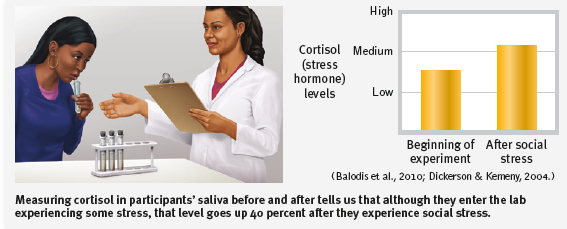 High
Cortisol
(stress
hormone)
levels
Medium
Low
Beginning of
experiment
After social
stress
(Balodis et al., 2010; Dickerson & Kemeny, 2004.)
Measuring cortisol in participants’ saliva before and after tells us that although they enter the lab
experiencing some stress, that level goes up 40 percent after they experience social stress.